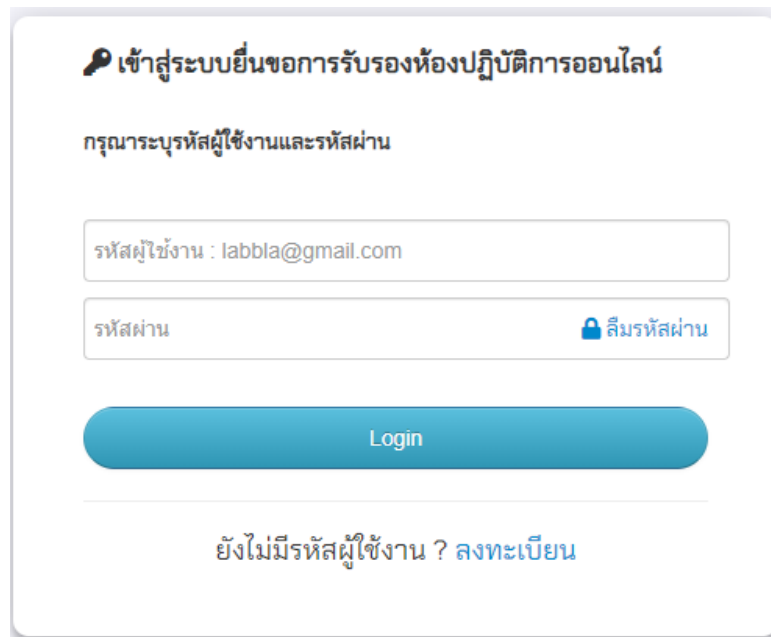 เข้าสู่ระบบยื่นขอการรับรองห้องปฏิบัติการออนไลน์
กรุณาระบุรหัสผู้ใช้งานและรหัสผ่าน
รหัสผู้ใช้งาน : labbla@gmail.com
รหัสผ่าน ลืมรหัสผ่าน
Login
ยังไม่มีรหัสผู้ใช้งาน ? ลงทะเบียน